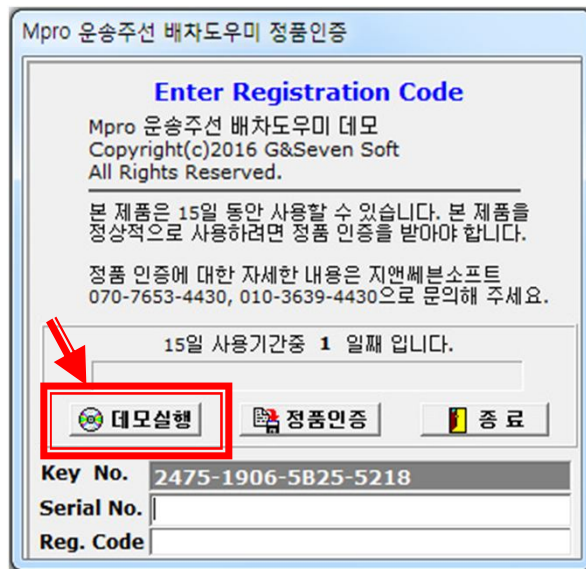 Mpro 운송주선 배차도우미 정품인증
Enter Registration Code
Mpro 운송주선 배차도우미 데모
Copyright(c)2016 G&Seven Soft
All Rights Reserved.
본 제품은 15일 동안 사용할 수 있습니다. 본 제품을
정상적으로 사용하려면 정품 인증을 받아야 합니다.
정품 인증에 대한 자세한 내용은 지앤쎄븐소프트
070-7653-4430, 010-3639-4430으로 문의해 주세요.
15일 사용기간중 1 일째 입니다.
데모실행 정품인증 종료
Key No. 2475-1906-5B25-5218
Serial No.
Reg. Code